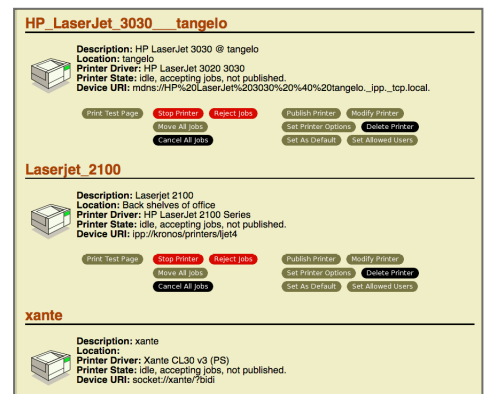 HP_LaserJet_3030___tangelo
Description: HP LaserJet 3030 @ tangelo
Location: tangelo
Printer Driver: HP LaserJet 3020 3030
Printer State: idle, accepting jobs, not published.
Device URI: mdns://HP%20LaserJet%203030%20%40%20tangelo._ipp._tcp.local.
Print Test Page Stop Printer Reject Jobs Publish Printer Modify Printer
Move All Jobs Set Printer Options Delete Printer
Cancel All Jobs Set As Default Set Allowed Users
Laserjet_2100
Description: Laserjet 2100
Location: Back shelves of office
Printer Driver: HP LaserJet 2100 Series
Printer State: idle, accepting jobs, not published.
Device URI: ipp://kronos/printers/ljet4
Print Test Page Stop Printer Reject Jobs Publish Printer Modify Printer
Move All Jobs Set Printer Options Delete Printer
Cancel All Jobs Set As Default Set Allowed Users
xante
Description: xante
Location:
Printer Driver: Xante CL30 v3 (PS)
Printer State: idle, accepting jobs, not published.
Device URI: socket://xante/?bidi